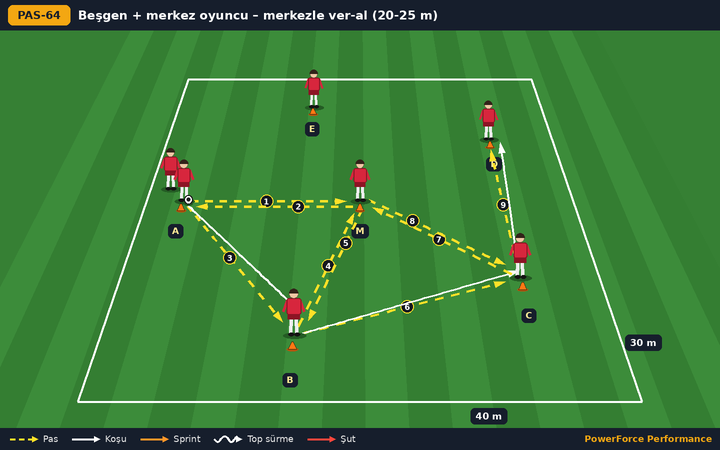 PAS-64
Beşgen + merkez oyuncu – merkezle ver-al (20-25 m)
E
D
A
M
B
C
1
2
3
4
5
6
7
8
9
30 m
40 m
Pas
Koşu
Sprint
Top sürme
Şut
PowerForce Performance